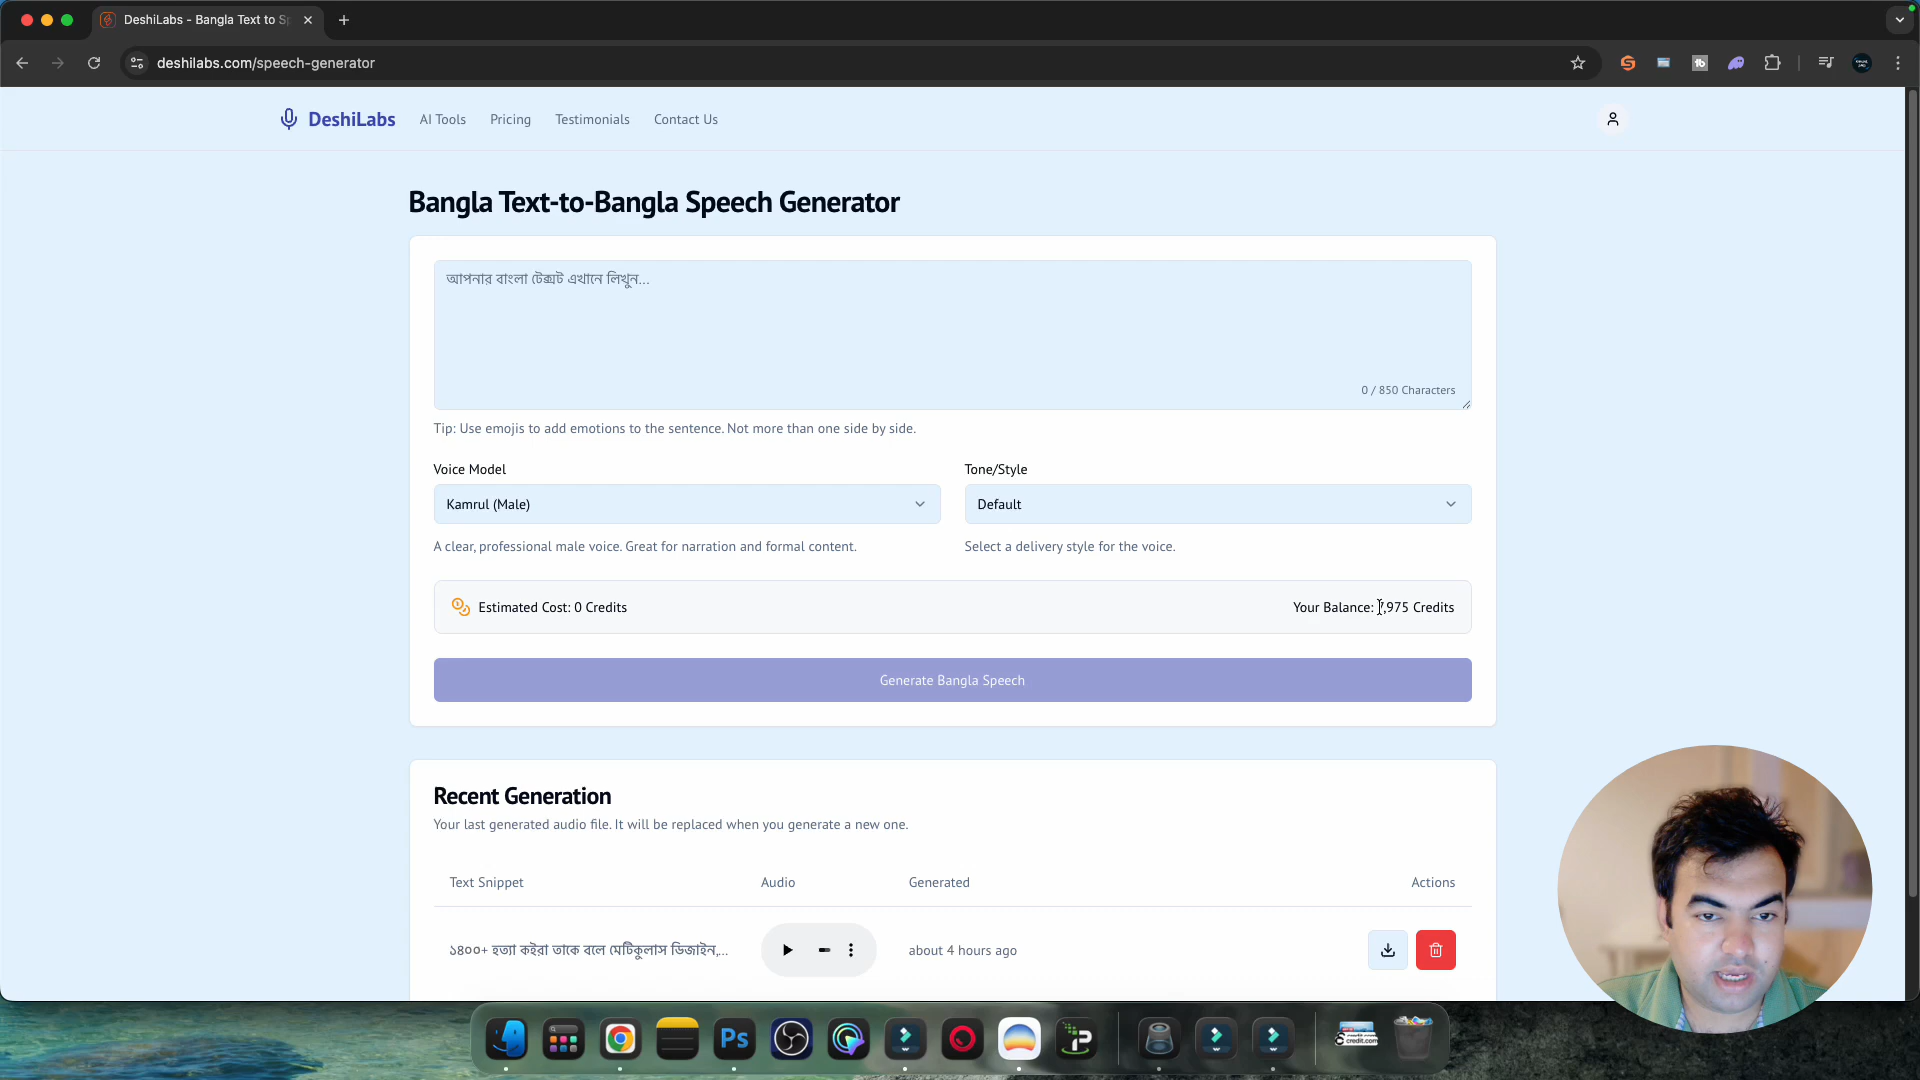 DeshiLabs - Bangla Text to Sp
deshilabs.com/speech-generator
DeshiLabs AI Tools Pricing Testimonials Contact Us
Bangla Text-to-Bangla Speech Generator
আপনার বাংলা টেক্সট এখানে লিখুন...
0 / 850 Characters
Tip: Use emojis to add emotions to the sentence. Not more than one side by side.
Voice Model Tone/Style
Kamrul (Male) Default
A clear, professional male voice. Great for narration and formal content. Select a delivery style for the voice.
Estimated Cost: 0 Credits Your Balance: 7,975 Credits
Generate Bangla Speech
Recent Generation
Your last generated audio file. It will be replaced when you generate a new one.
Text Snippet Audio Generated Actions
১৪০০+ হত্যা কইরা তাকে বলে মেটিকুলাস ডিজাইন,... about 4 hours ago
Ps
credit.com